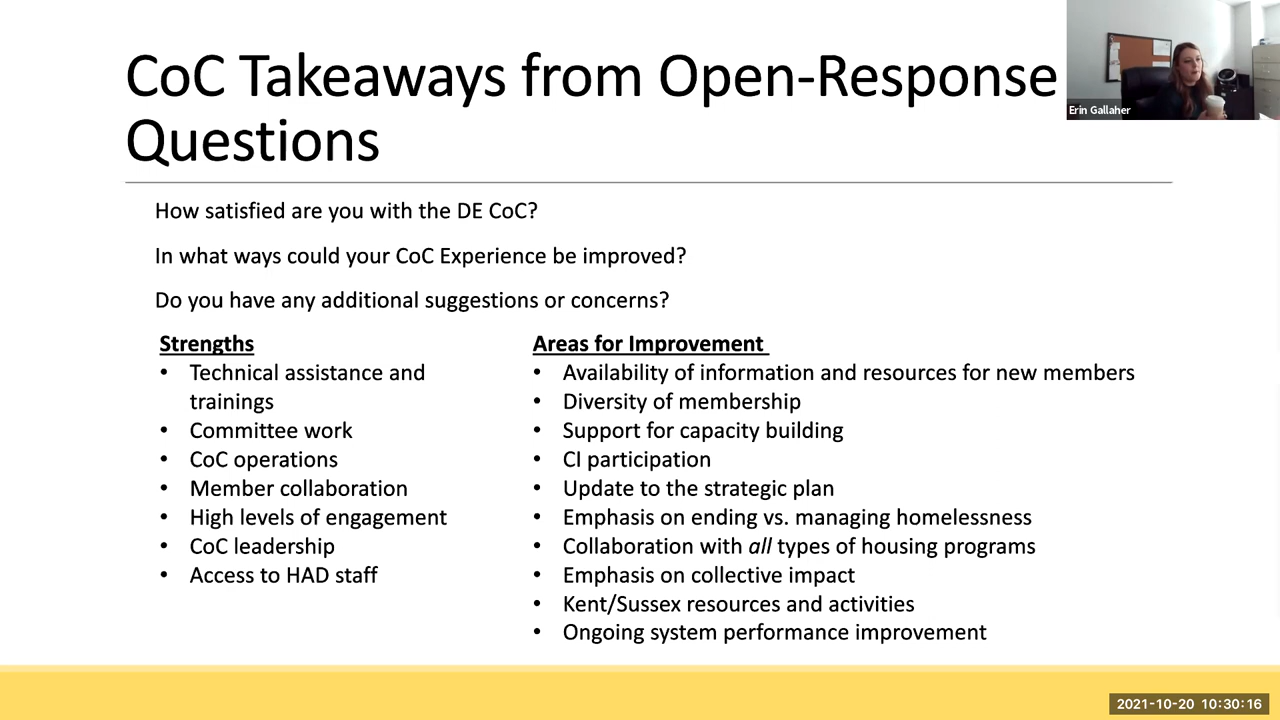 CoC Takeaways from Open-Response
Questions
Erin Gallaher
How satisfied are you with the DE CoC?
In what ways could your CoC Experience be improved?
Do you have any additional suggestions or concerns?
Strengths
• Technical assistance and
trainings
• Committee work
• CoC operations
• Member collaboration
• High levels of engagement
• CoC leadership
• Access to HAD staff
Areas for Improvement
• Availability of information and resources for new members
• Diversity of membership
• Support for capacity building
• CI participation
• Update to the strategic plan
• Emphasis on ending vs. managing homelessness
• Collaboration with all types of housing programs
• Emphasis on collective impact
• Kent/Sussex resources and activities
• Ongoing system performance improvement
2021-10-20 10:30:16